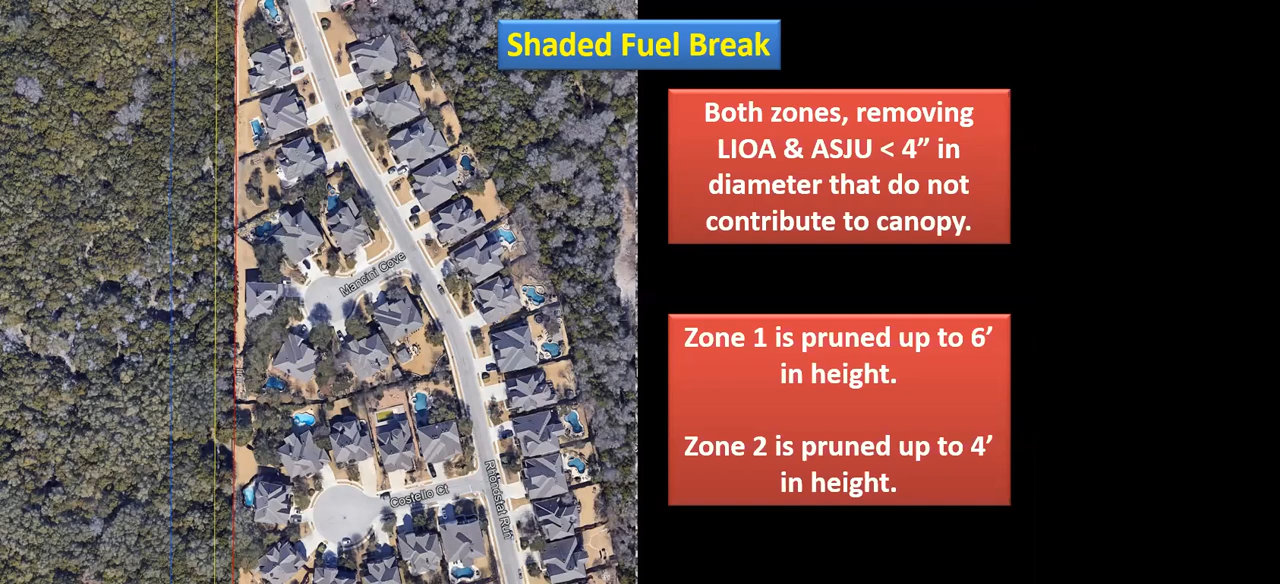 Shaded Fuel Break
Both zones, removing
LIOA & ASJU < 4” in
diameter that do not
contribute to canopy.
Zone 1 is pruned up to 6’
in height.
Zone 2 is pruned up to 4’
in height.
Mancini Cove
Costello Ct
Rhondstat Run